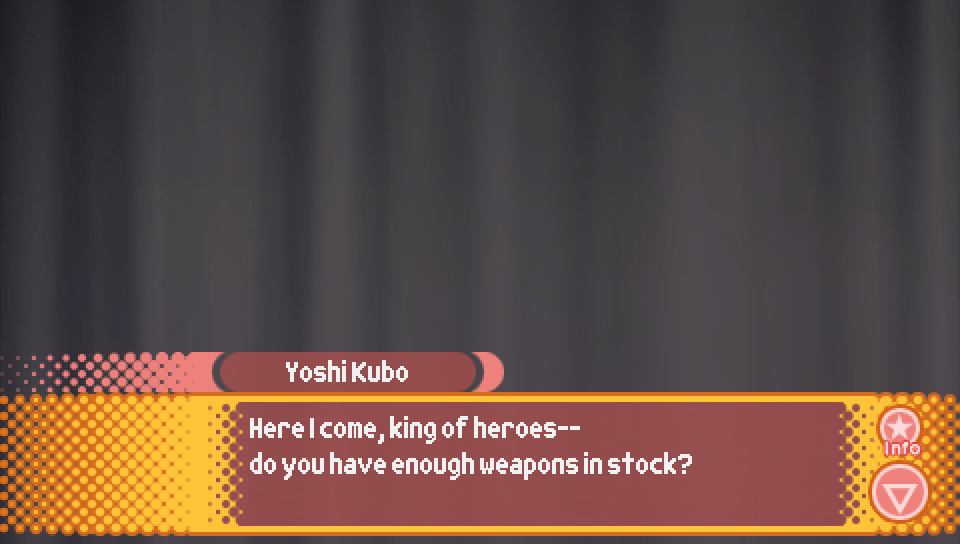 Yoshi Kubo
Here I come, king of heroes--
do you have enough weapons in stock?
Info